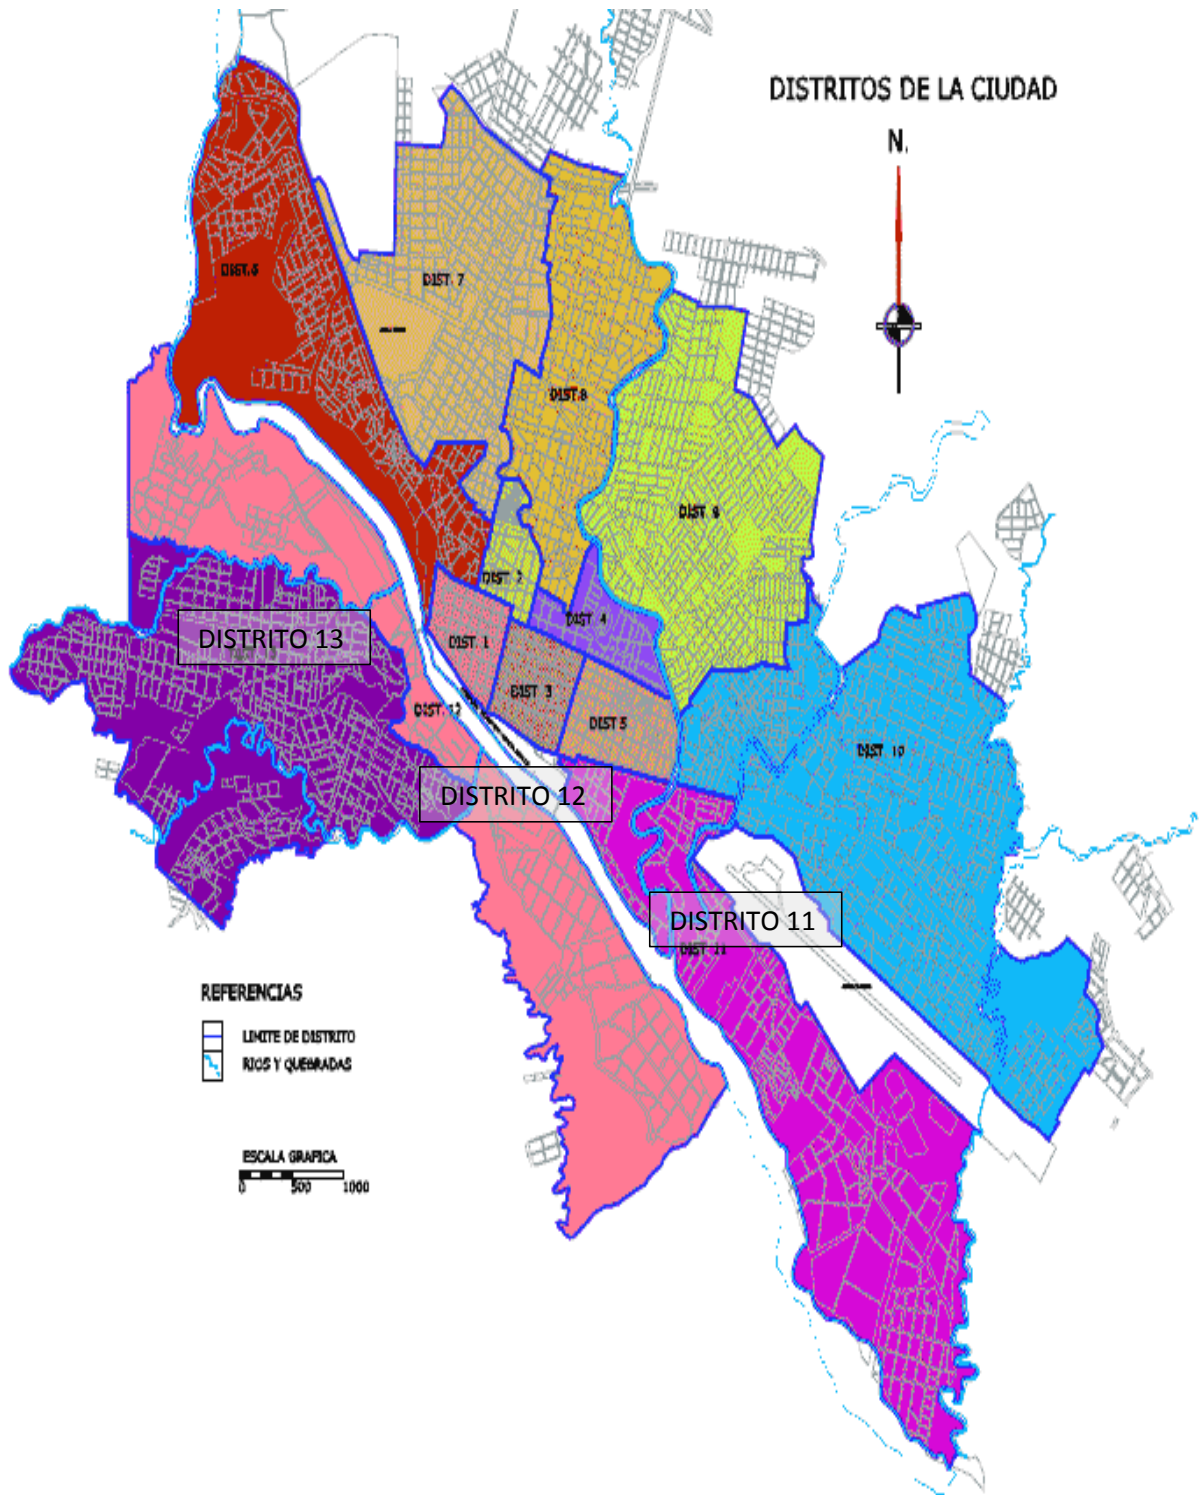 DISTRITOS DE LA CIUDAD
N.
DIST. 6
DIST. 7
DIST. 8
DIST. 9
DIST. 2
DIST. 4
DISTRITO 13
DIST. 1
DIST. 3
DIST. 12
DIST 5
DIST. 10
DISTRITO 12
DISTRITO 11
DIST. 11
REFERENCIAS
LIMITE DE DISTRITO
RIOS Y QUEBRADAS
ESCALA GRAFICA
0 500 1000